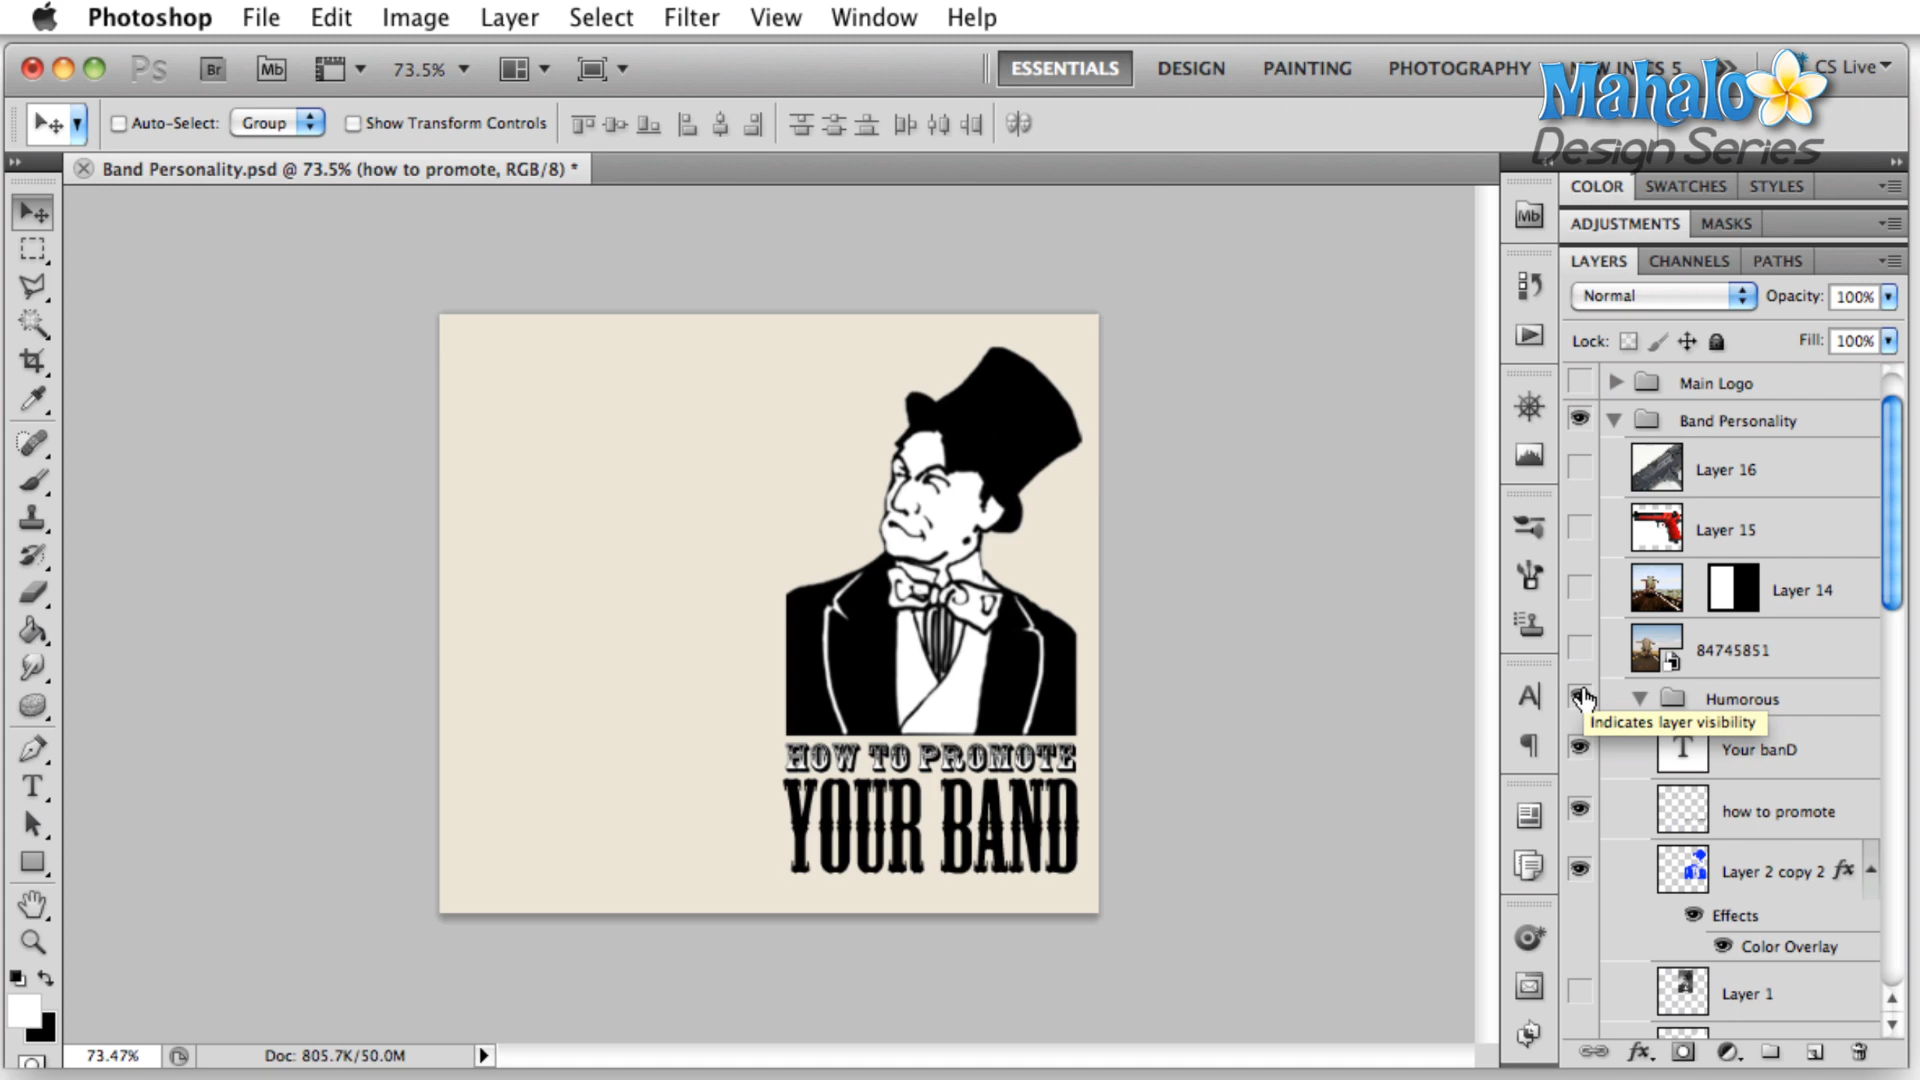 Photoshop File Edit Image Layer Select Filter View Window Help
Ps Br Mb 73.5% ESSENTIALS DESIGN PAINTING PHOTOGRAPHY CS Live
Mahalo
Design Series
Auto-Select: Group Show Transform Controls
Band Personality.psd @ 73.5% (how to promote, RGB/8) *
COLOR SWATCHES STYLES
Mb
ADJUSTMENTS MASKS
LAYERS CHANNELS PATHS
Normal Opacity: 100%
Lock: Fill: 100%
Main Logo
Band Personality
Layer 16
Layer 15
Layer 14
84745851
Humorous
Indicates layer visibility
T Your banD
how to promote
Layer 2 copy 2 fx
Effects
Color Overlay
Layer 1
HOW TO PROMOTE
YOUR BAND
73.47% Doc: 805.7K/50.0M